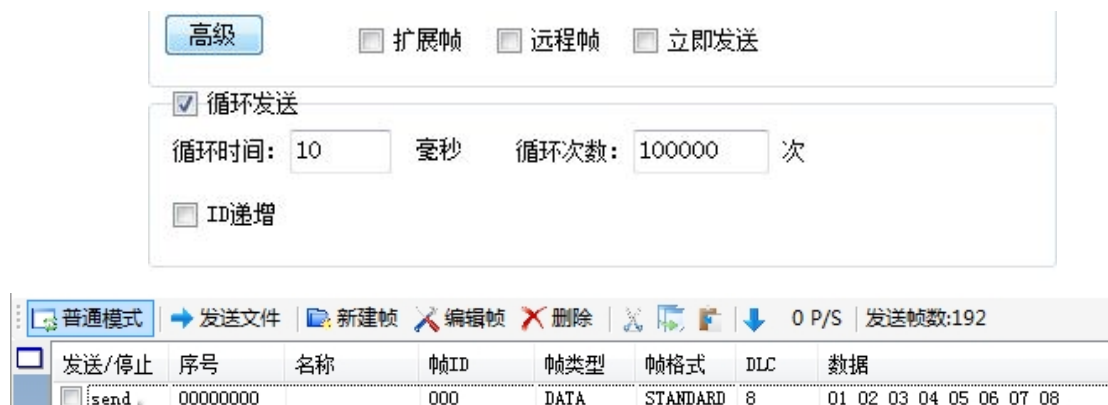 高级 扩展帧 远程帧 立即发送
循环发送
循环时间: 10 毫秒 循环次数: 100000 次
ID递增
普通模式 发送文件 新建帧 编辑帧 删除 0 P/S 发送帧数:192
发送/停止 序号 名称 帧ID 帧类型 帧格式 DLC 数据
send 00000000 000 DATA STANDARD 8 01 02 03 04 05 06 07 08